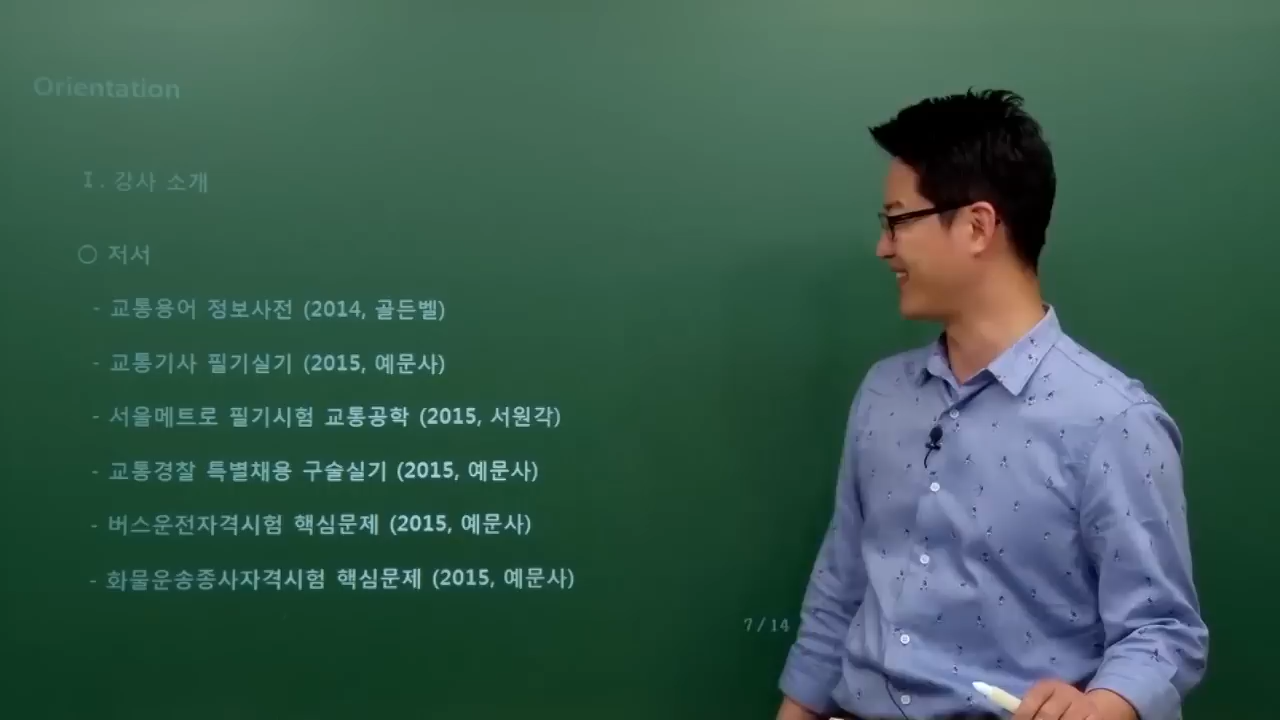 Orientation
Ⅰ. 강사 소개
○ 저서
- 교통용어 정보사전 (2014, 골든벨)
- 교통기사 필기실기 (2015, 예문사)
- 서울메트로 필기시험 교통공학 (2015, 서원각)
- 교통경찰 특별채용 구술실기 (2015, 예문사)
- 버스운전자격시험 핵심문제 (2015, 예문사)
- 화물운송종사자격시험 핵심문제 (2015, 예문사)
7 / 14